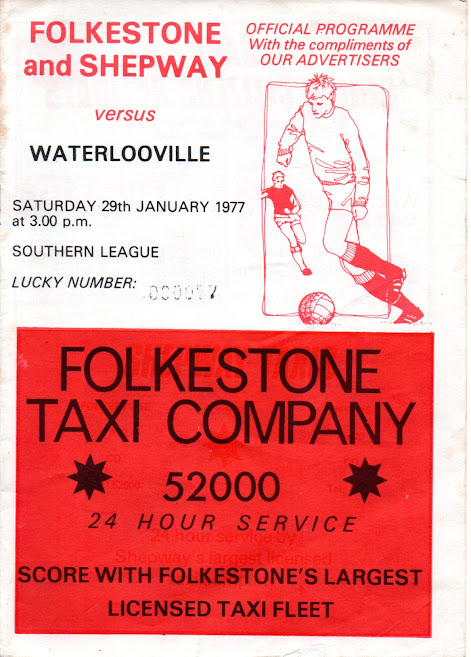 FOLKESTONE
and SHEPWAY
versus
WATERLOOVILLE
SATURDAY 29th JANUARY 1977
at 3.00 p.m.
SOUTHERN LEAGUE
LUCKY NUMBER:
OFFICIAL PROGRAMME
With the compliments of
OUR ADVERTISERS
FOLKESTONE
TAXI COMPANY
52000
24 HOUR SERVICE
SCORE WITH FOLKESTONE'S LARGEST
LICENSED TAXI FLEET